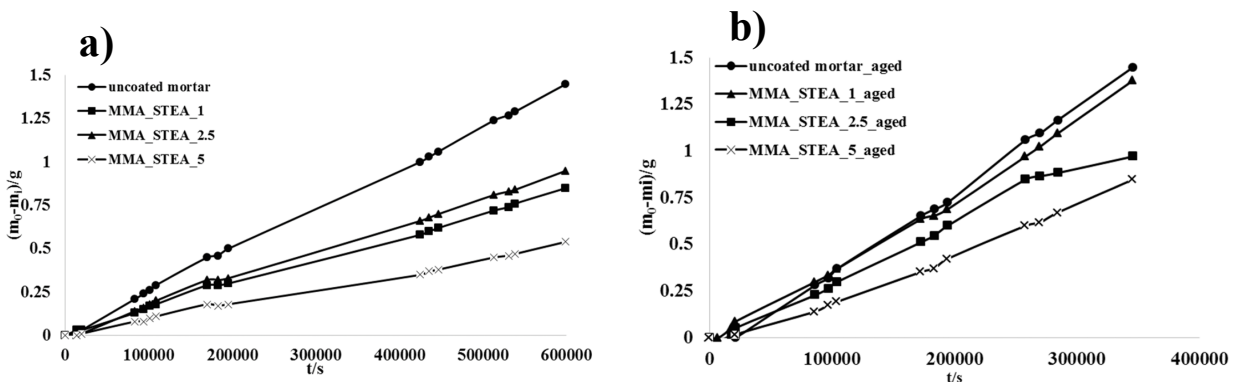 a)
1.5
1.25
1
0.75
0.5
0.25
0
(m0-mi)/g
uncoated mortar
MMA_STEA_1
MMA_STEA_2.5
MMA_STEA_5
0 100000 200000 300000 400000 500000 600000
t/s
b)
1.5
1.25
1
0.75
0.5
0.25
0
(m0-mi)/g
uncoated mortar_aged
MMA_STEA_1_aged
MMA_STEA_2.5_aged
MMA_STEA_5_aged
0 100000 200000 300000 400000
t/s